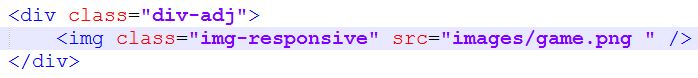 <div class="div-adj">
    <img class="img-responsive" src="images/game.png " />
</div>